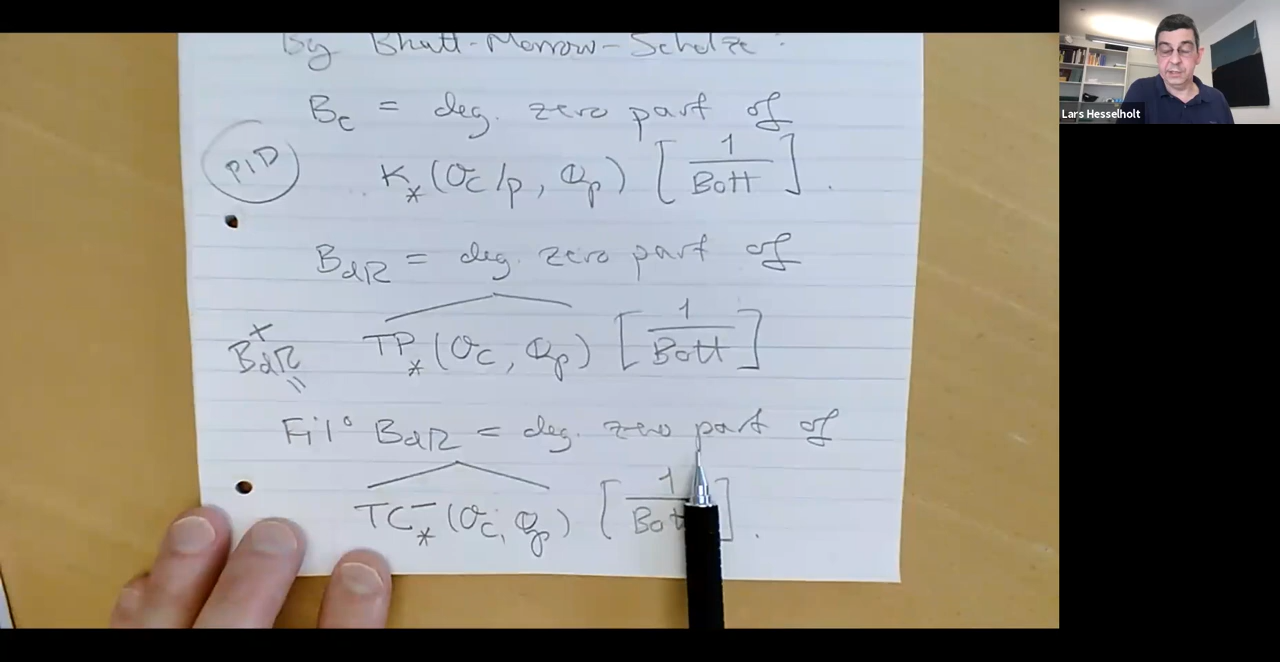 By Bhatt-Morrow-Scholze:
B_C = deg. zero part of
PID
K_*(O_C/p, Q_p) [1/Bott].
B_dR = deg. zero part of
TP_*(O_C, Q_p) [1/Bott]
B_dR^+
=
Fil^0 B_dR = deg. zero part of
TC^-_*(O_C, Q_p) [1/Bott].
Lars Hesselholt